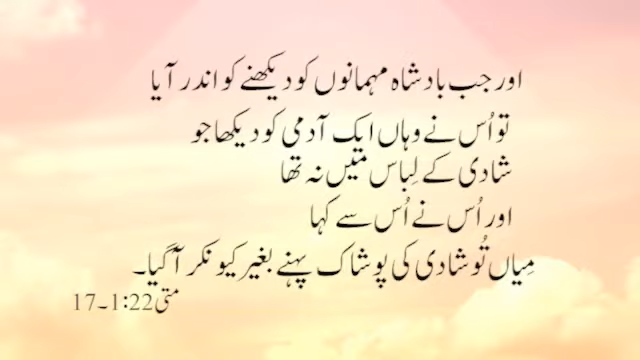 اور جب بادشاہ مہمانوں کو دیکھنے کو اندر آیا
تو اُس نے وہاں ایک آدمی کو دیکھا جو
شادی کے لِباس میں نہ تھا
اور اُس نے اُس سے کہا
مِیاں تُو شادی کی پوشاک پہنے بغیر کیونکر آ گیا۔
متی 1:22۔17